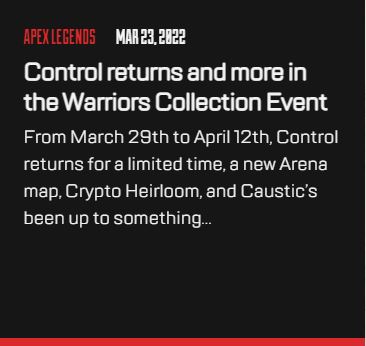 APEX LEGENDS MAR 23, 2022
Control returns and more in
the Warriors Collection Event
From March 29th to April 12th, Control
returns for a limited time, a new Arena
map, Crypto Heirloom, and Caustic’s
been up to something...